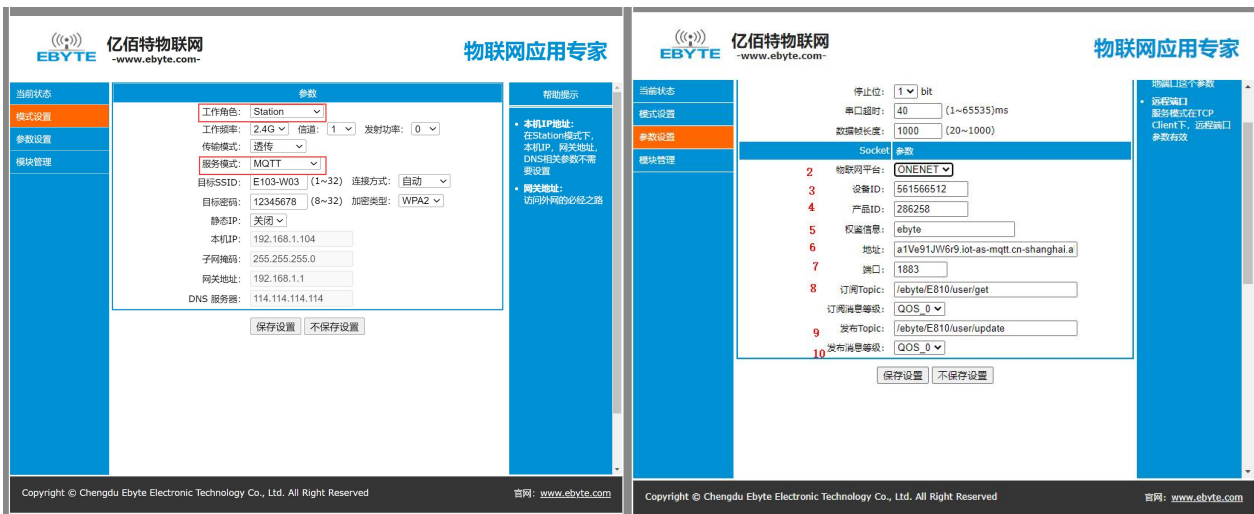 EBYTE
亿佰特物联网
-www.ebyte.com-
物联网应用专家
当前状态
模式设置
参数设置
模块管理
参数
工作角色： Station
工作频率： 2.4G 信道： 1 发射功率： 0
传输模式： 透传
服务模式： MQTT
目标SSID： E103-W03 (1~32) 连接方式： 自动
目标密码： 12345678 (8~32) 加密类型： WPA2
静态IP： 关闭
本机IP： 192.168.1.104
子网掩码： 255.255.255.0
网关地址： 192.168.1.1
DNS 服务器： 114.114.114.114
保存设置 不保存设置
帮助提示
• 本机IP地址：
在Station模式下，
本机IP，网关地址，
DNS相关参数不需
要设置
• 网关地址：
访问外网的必经之路
Copyright © Chengdu Ebyte Electronic Technology Co., Ltd. All Right Reserved
官网：www.ebyte.com
EBYTE
亿佰特物联网
-www.ebyte.com-
物联网应用专家
当前状态
模式设置
参数设置
模块管理
停止位： 1 bit
串口超时： 40 (1~65535)ms
数据帧长度： 1000 (20~1000)
Socket 参数
2 物联网平台： ONENET
3 设备ID： 561566512
4 产品ID： 286258
5 权鉴信息： ebyte
6 地址： a1Ve91JW6r9.iot-as-mqtt.cn-shanghai.a
7 端口： 1883
8 订阅Topic： /ebyte/E810/user/get
订阅消息等级： QOS_0
9 发布Topic： /ebyte/E810/user/update
10 发布消息等级： QOS_0
保存设置 不保存设置
地端口这个参数
• 远程端口
服务模式在TCP
Client下，远程端口
参数有效
Copyright © Chengdu Ebyte Electronic Technology Co., Ltd. All Right Reserved
官网：www.ebyte.com